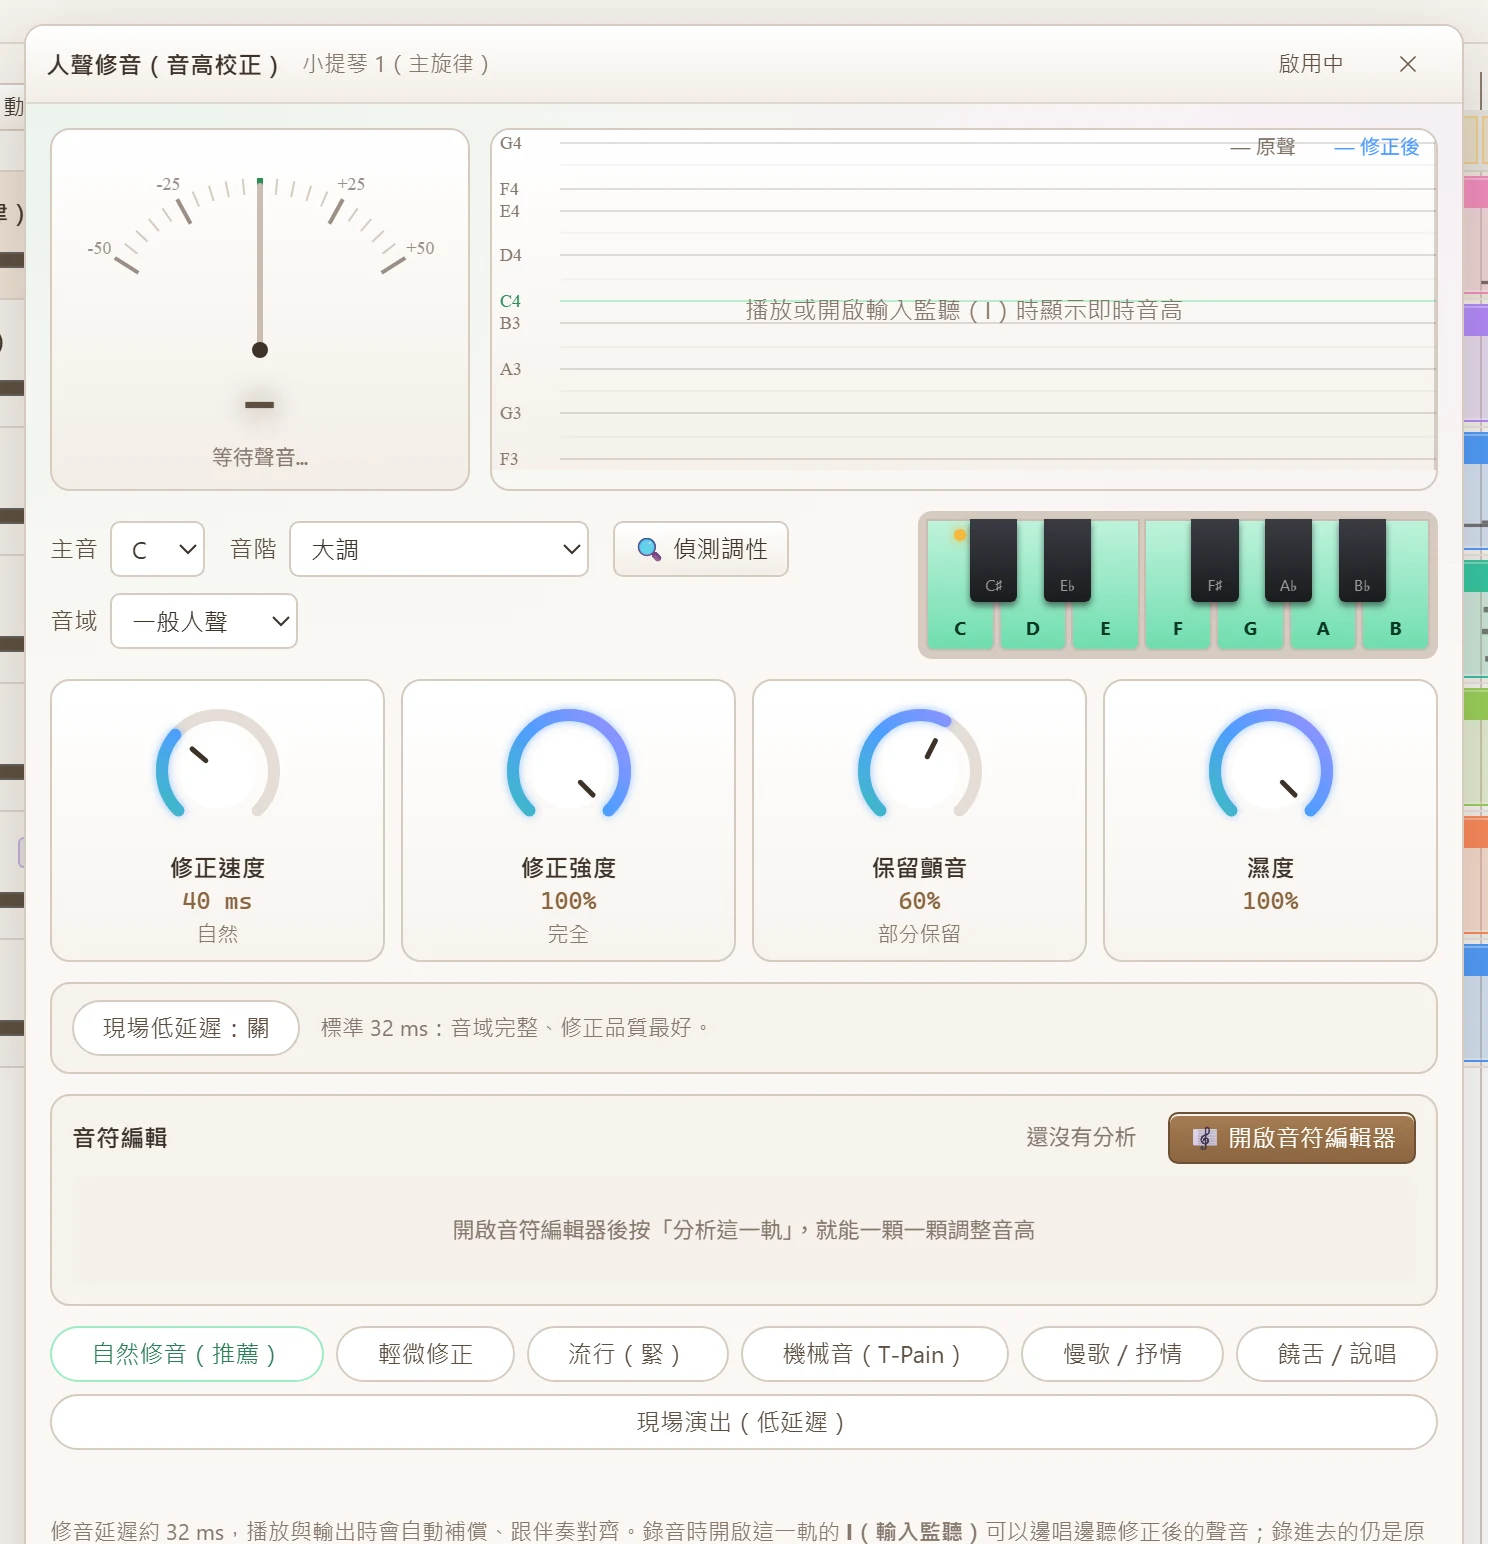 人聲修音（音高校正） 小提琴 1（主旋律） 啟用中 ×
動
-25 +25
-50 +50
—
等待聲音…
— 原聲 — 修正後
G4
F4
E4
D4
C4
B3
A3
G3
F3
播放或開啟輸入監聽（I）時顯示即時音高
主音 C 音階 大調 🔍 偵測調性
音域 一般人聲
C♯ E♭ F♯ A♭ B♭
C D E F G A B
修正速度 修正強度 保留顫音 濕度
40 ms 100% 60% 100%
自然 完全 部分保留
現場低延遲：關 標準 32 ms：音域完整、修正品質最好。
音符編輯 還沒有分析 🎼 開啟音符編輯器
開啟音符編輯器後按「分析這一軌」，就能一顆一顆調整音高
自然修音（推薦） 輕微修正 流行（緊） 機械音（T-Pain） 慢歌 / 抒情 饒舌 / 說唱
現場演出（低延遲）
修音延遲約 32 ms，播放與輸出時會自動補償、跟伴奏對齊。錄音時開啟這一軌的 I（輸入監聽）可以邊唱邊聽修正後的聲音；錄進去的仍是原